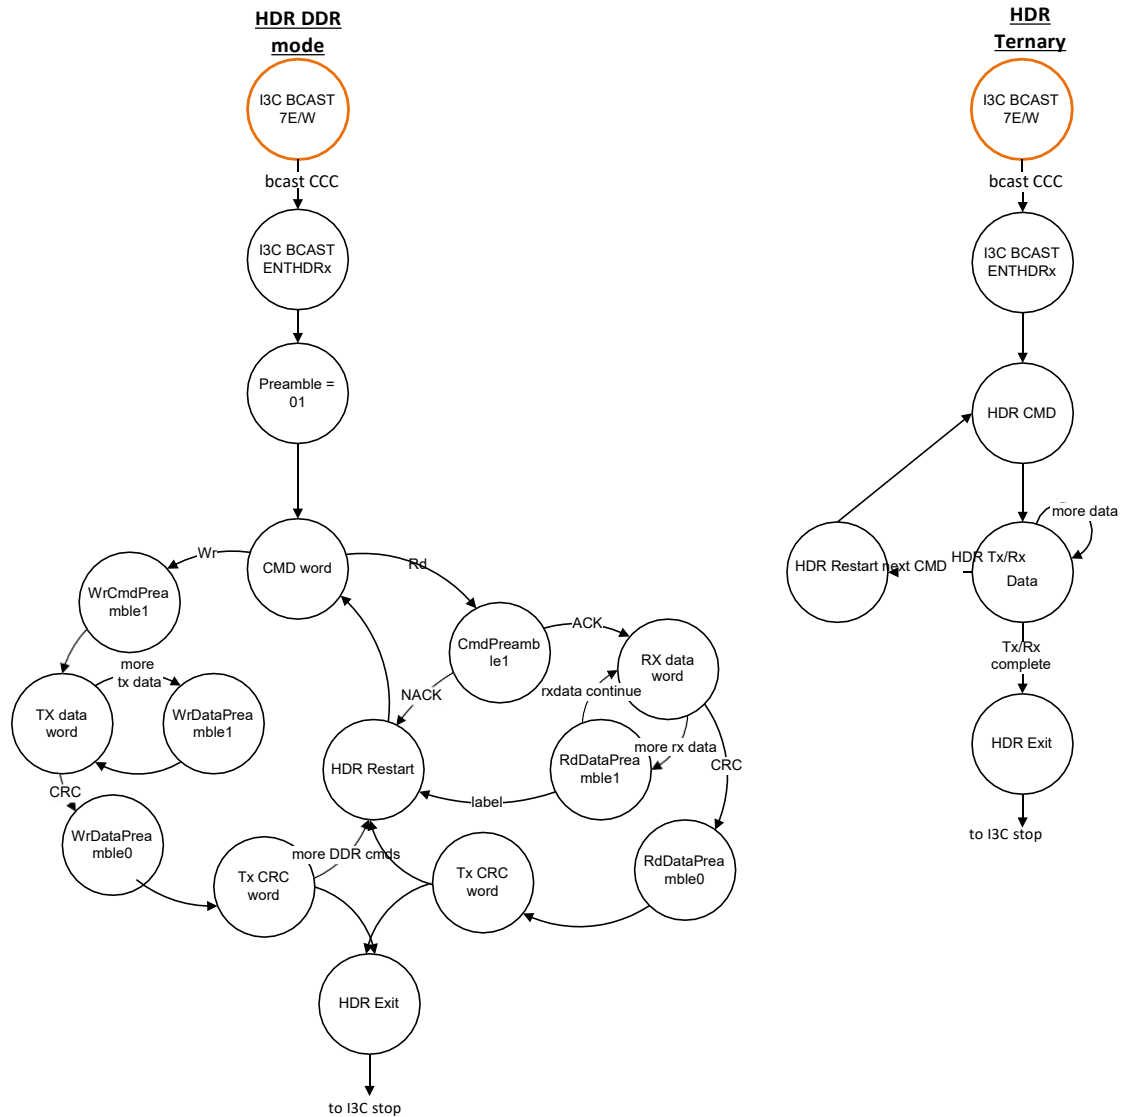 HDR DDR
mode
I3C BCAST
7E/W
bcast CCC
I3C BCAST
ENTHDRx
Preamble =
01
CMD word
Wr
Rd
WrCmdPrea
mble1
CmdPreamb
le1
ACK
RX data
word
more
tx data
TX data
word
WrDataPrea
mble1
NACK
rxdata continue
HDR Restart
RdDataPrea
mble1
more rx data
CRC
label
CRC
WrDataPrea
mble0
more DDR cmds
Tx CRC
word
Tx CRC
word
RdDataPrea
mble0
HDR Exit
to I3C stop
HDR
Ternary
I3C BCAST
7E/W
bcast CCC
I3C BCAST
ENTHDRx
HDR CMD
more data
HDR Tx/Rx
Data
HDR Restart
next CMD
Tx/Rx
complete
HDR Exit
to I3C stop